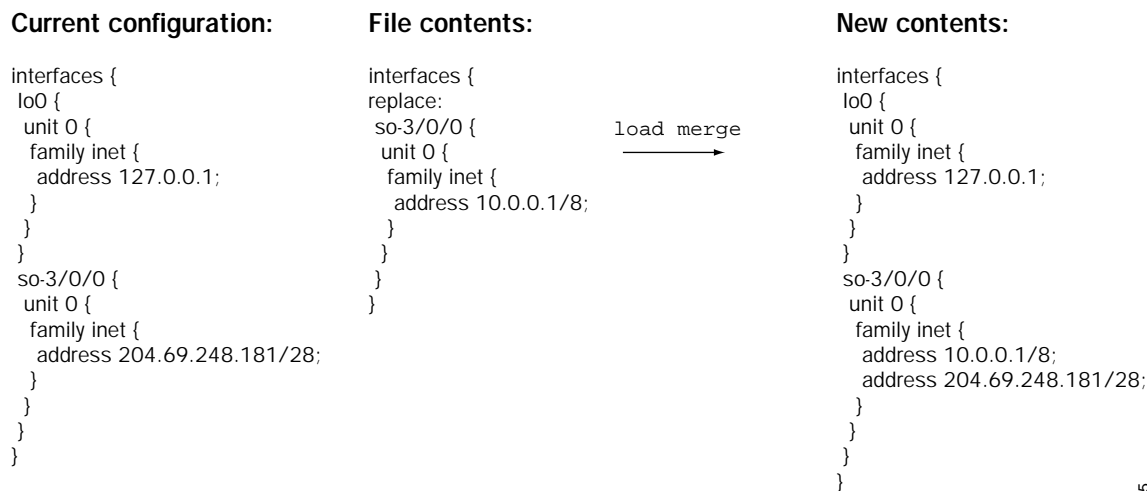 Current configuration:
interfaces {
lo0 {
unit 0 {
family inet {
address 127.0.0.1;
}
}
}
so-3/0/0 {
unit 0 {
family inet {
address 204.69.248.181/28;
}
}
}
}
File contents:
interfaces {
replace:
so-3/0/0 {
unit 0 {
family inet {
address 10.0.0.1/8;
}
}
}
}
load merge
New contents:
interfaces {
lo0 {
unit 0 {
family inet {
address 127.0.0.1;
}
}
}
so-3/0/0 {
unit 0 {
family inet {
address 10.0.0.1/8;
address 204.69.248.181/28;
}
}
}
}